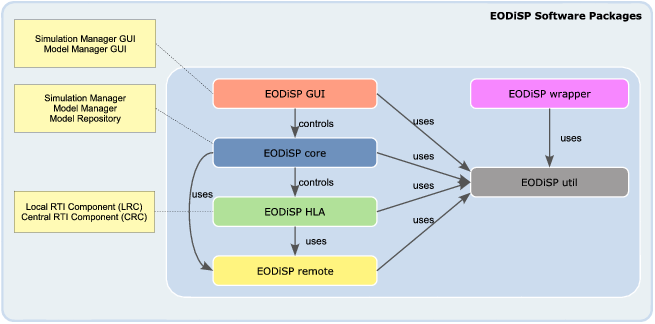 EODiSP Software Packages
Simulation Manager GUI
Model Manager GUI
EODiSP GUI
EODiSP wrapper
Simulation Manager
Model Manager
Model Repository
controls
uses
uses
EODiSP core
uses
controls
uses
uses
EODiSP util
Local RTI Component (LRC)
Central RTI Component (CRC)
EODiSP HLA
uses
uses
EODiSP remote